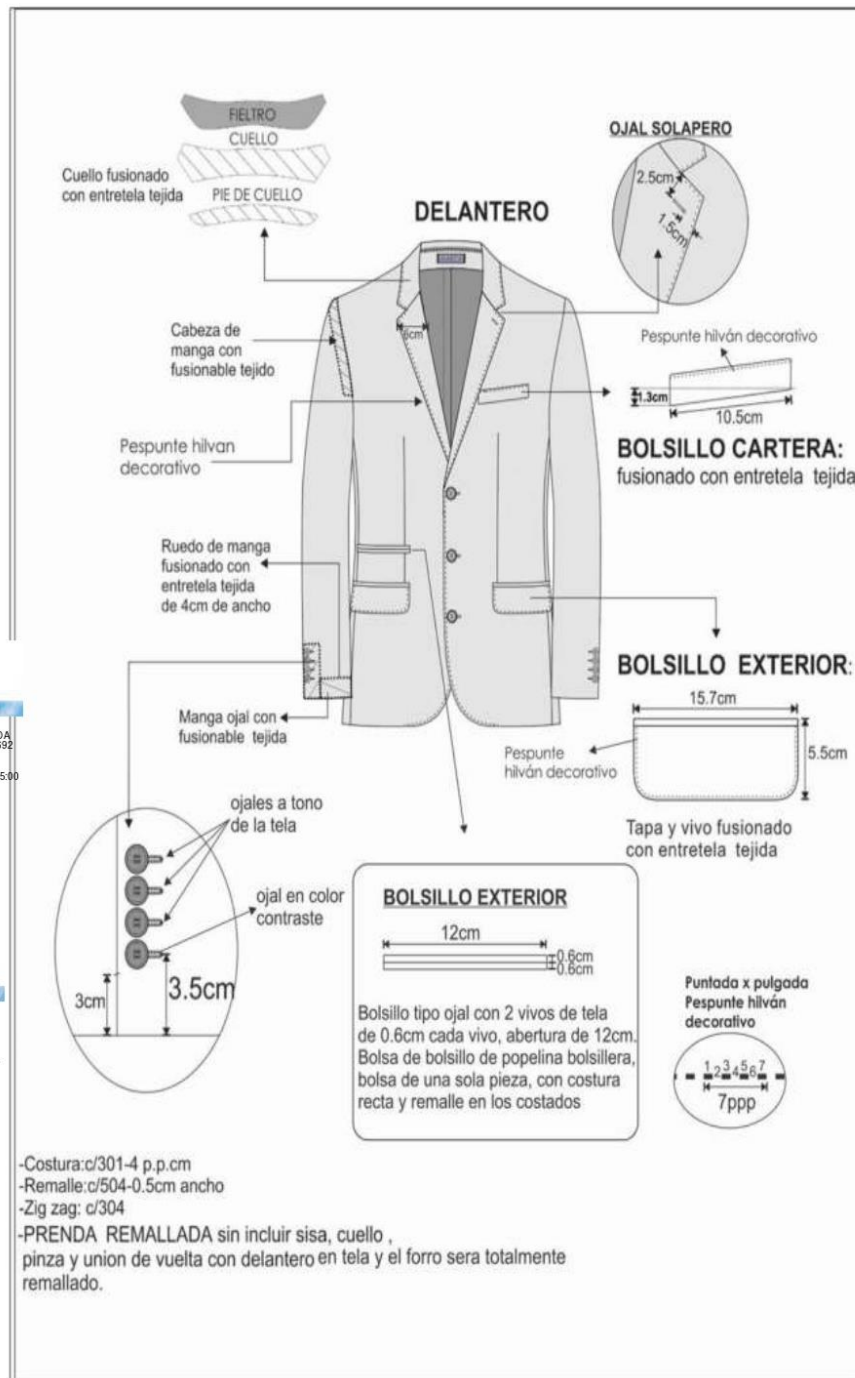 FIELTRO
CUELLO
Cuello fusionado
con entretela tejida
PIE DE CUELLO
OJAL SOLAPERO
2.5cm
1.5cm
DELANTERO
Cabeza de
manga con
fusionable tejido
6cm
Pespunte hilván decorativo
1.3cm
10.5cm
BOLSILLO CARTERA:
fusionado con entretela tejida
Pespunte hilvan
decorativo
Ruedo de manga
fusionado con
entretela tejida
de 4cm de ancho
BOLSILLO EXTERIOR:
15.7cm
5.5cm
Pespunte
hilván decorativo
Tapa y vivo fusionado
con entretela tejida
Manga ojal con
fusionable tejida
DA
592
5:00
ojales a tono
de la tela
ojal en color
contraste
3cm
3.5cm
BOLSILLO EXTERIOR
12cm
0.6cm
0.6cm
Bolsillo tipo ojal con 2 vivos de tela
de 0.6cm cada vivo, abertura de 12cm.
Bolsa de bolsillo de popelina bolsillera,
bolsa de una sola pieza, con costura
recta y remalle en los costados
Puntada x pulgada
Pespunte hilván
decorativo
1 2 3 4 5 6 7
7ppp
-Costura:c/301-4 p.p.cm
-Remalle:c/504-0.5cm ancho
-Zig zag: c/304
-PRENDA REMALLADA sin incluir sisa, cuello ,
pinza y union de vuelta con delantero en tela y el forro sera totalmente
remallado.